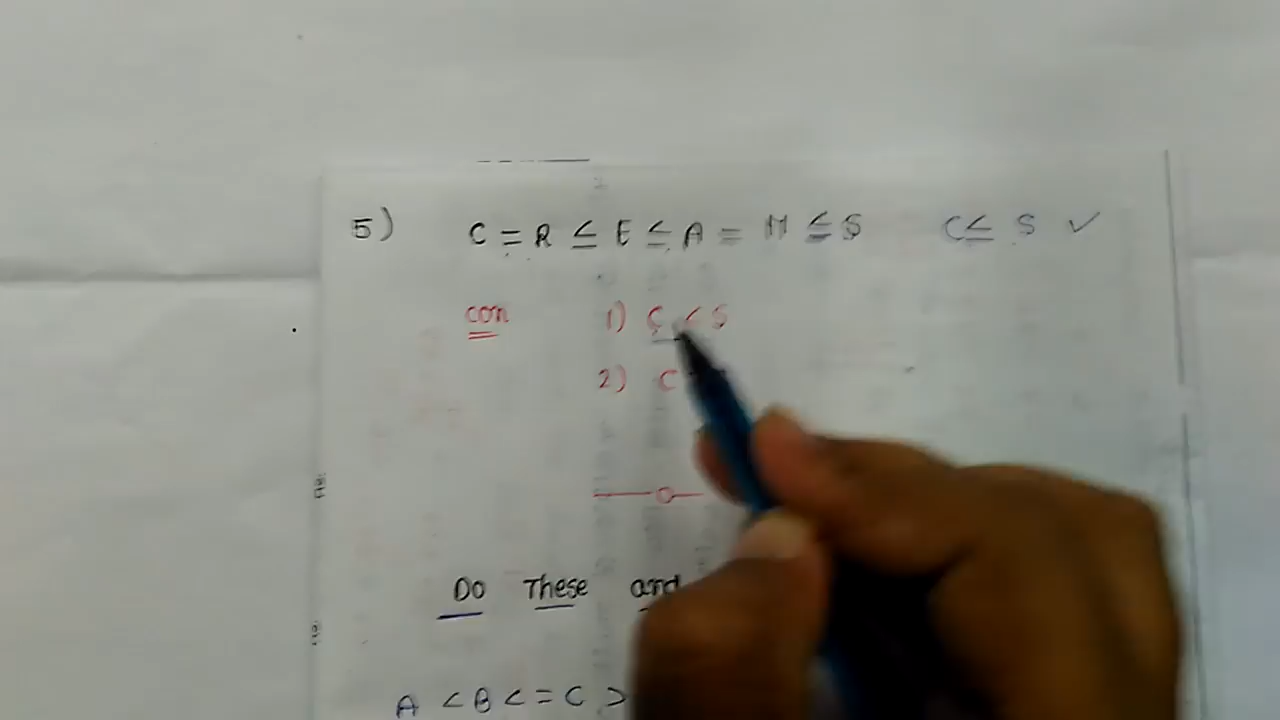 5) C = R ≤ E ≤ A = M ≤ S C ≤ S ✓
con 1) C < S
2) C
Do These and
A < B < = C >